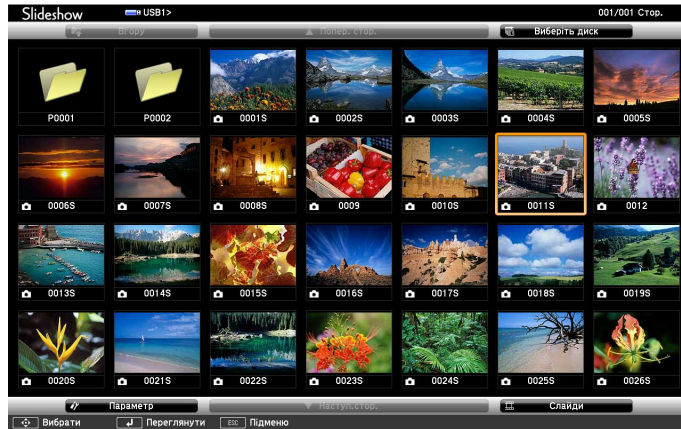 Slideshow USB1> 001/001 Стор.
Вгору Попер. стор. Виберіть диск
P0001 P0002 0001S 0002S 0003S 0004S 0005S
0006S 0007S 0008S 0009 0010S 0011S 0012
0013S 0014S 0015S 0016S 0017S 0018S 0019S
0020S 0021S 0022S 0023S 0024S 0025S 0026S
Параметр Наступ.стор. Слайди
Вибрати Переглянути ESC Підменю